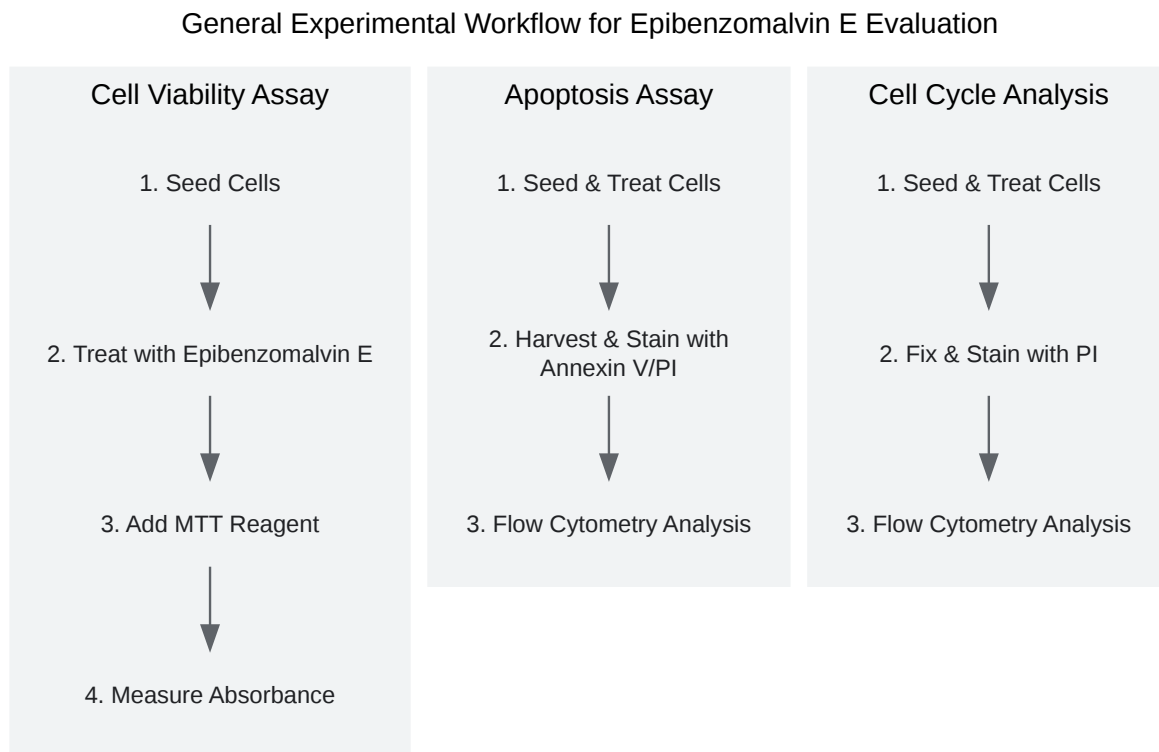 General Experimental Workflow for Epibenzomalvin E Evaluation
Cell Viability Assay
1. Seed Cells
2. Treat with Epibenzomalvin E
3. Add MTT Reagent
4. Measure Absorbance
Apoptosis Assay
1. Seed & Treat Cells
2. Harvest & Stain with
Annexin V/PI
3. Flow Cytometry Analysis
Cell Cycle Analysis
1. Seed & Treat Cells
2. Fix & Stain with PI
3. Flow Cytometry Analysis